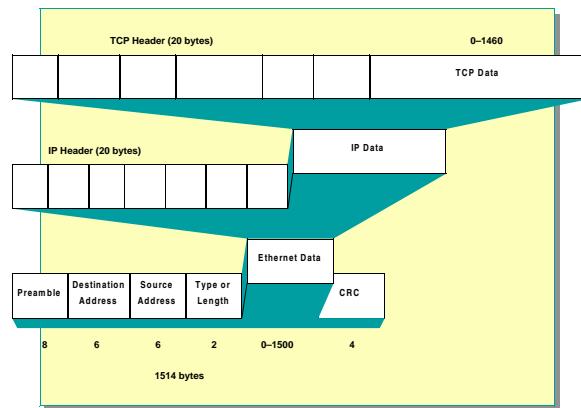 TCP Header (20 bytes) 0–1460
TCP Data
IP Data
IP Header (20 bytes)
Ethernet Data
Preamble Destination Address Source Address Type or Length CRC
8 6 6 2 0–1500 4
1514 bytes